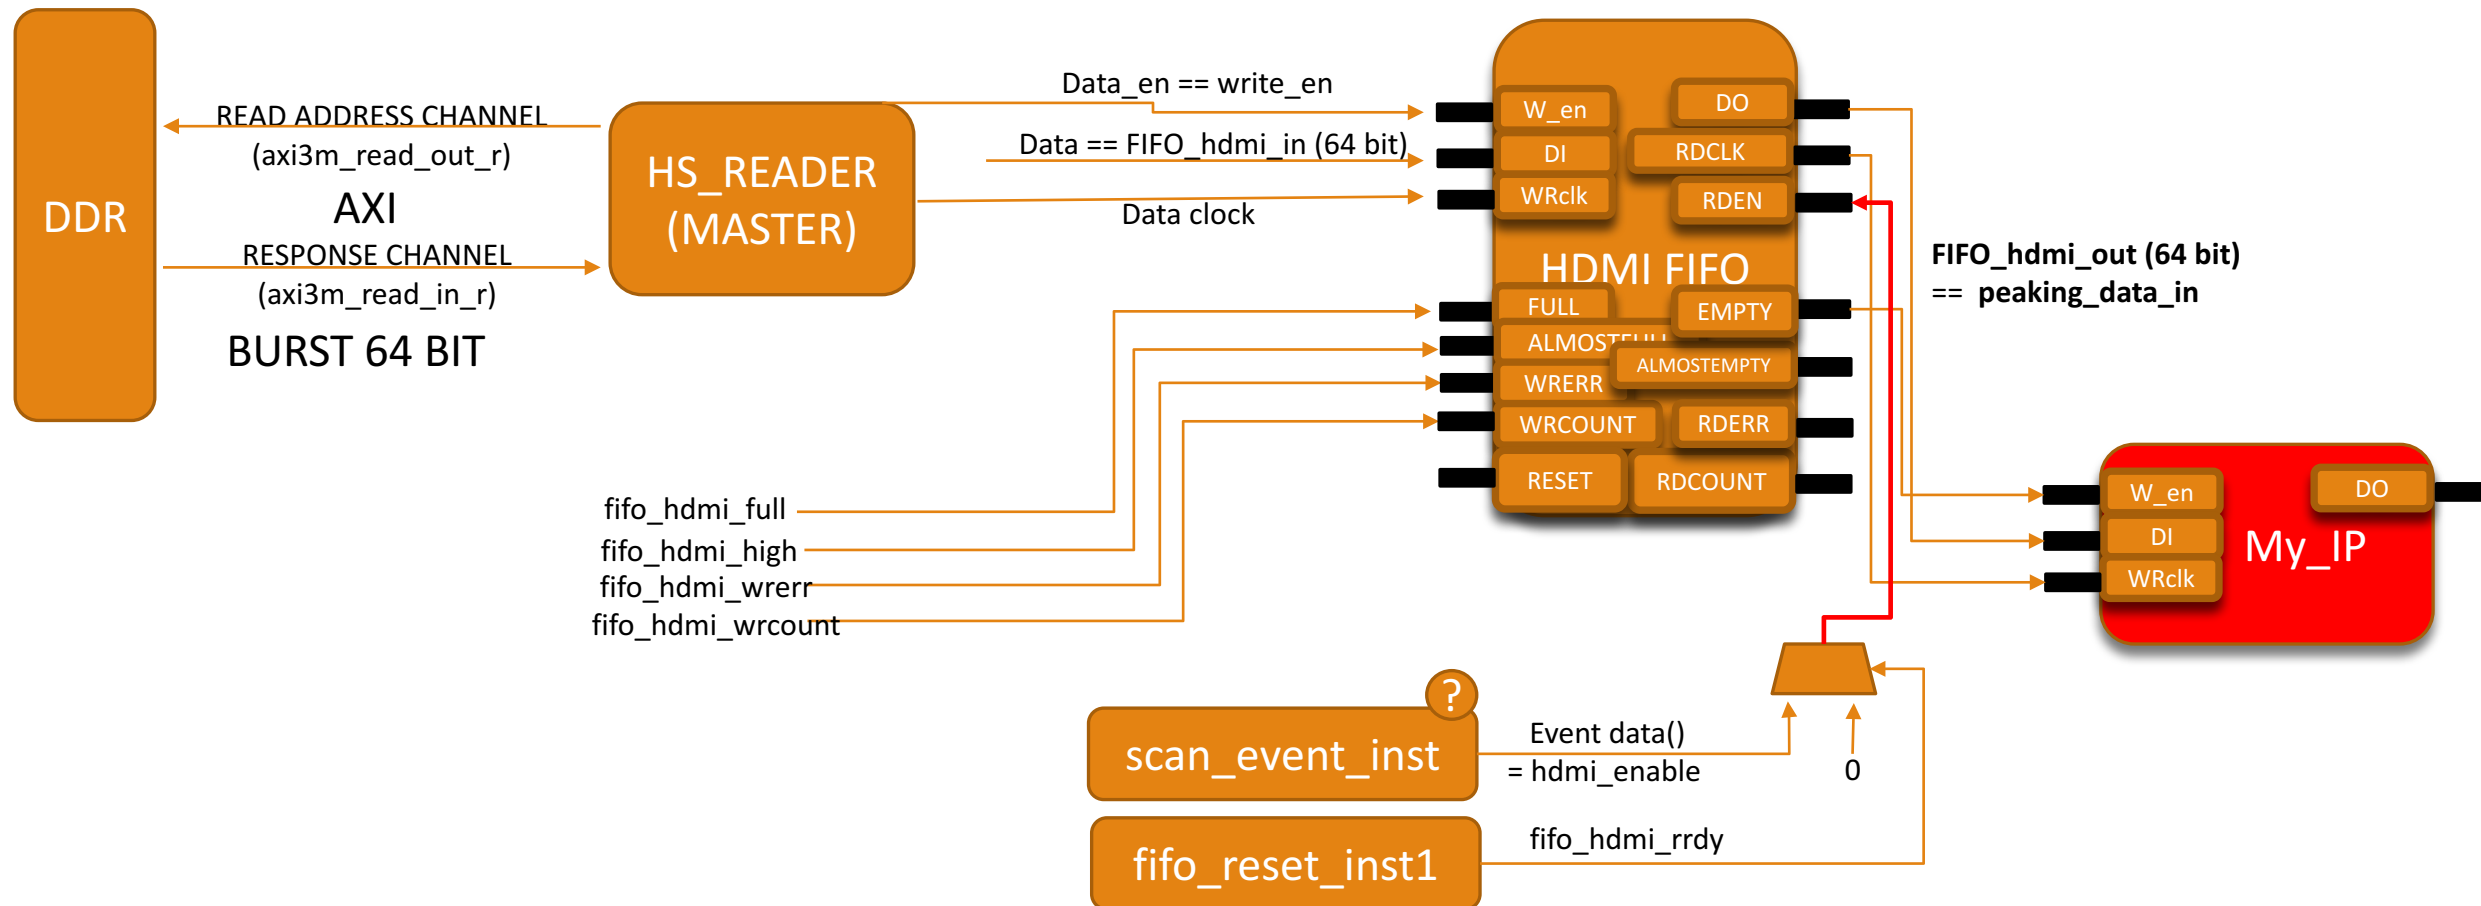 DDR
READ ADDRESS CHANNEL
(axi3m_read_out_r)
AXI
RESPONSE CHANNEL
(axi3m_read_in_r)
BURST 64 BIT
HS_READER
(MASTER)
Data_en == write_en
Data == FIFO_hdmi_in (64 bit)
Data clock
W_en
DI
WRclk
DO
RDCLK
RDEN
HDMI FIFO
FULL
ALMOSTFULL
WRERR
WRCOUNT
RESET
EMPTY
ALMOSTEMPTY
RDERR
RDCOUNT
FIFO_hdmi_out (64 bit)
== peaking_data_in
fifo_hdmi_full
fifo_hdmi_high
fifo_hdmi_wrerr
fifo_hdmi_wrcount
W_en
DI
WRclk
DO
My_IP
?
scan_event_inst
Event data()
= hdmi_enable
0
fifo_reset_inst1
fifo_hdmi_rrdy